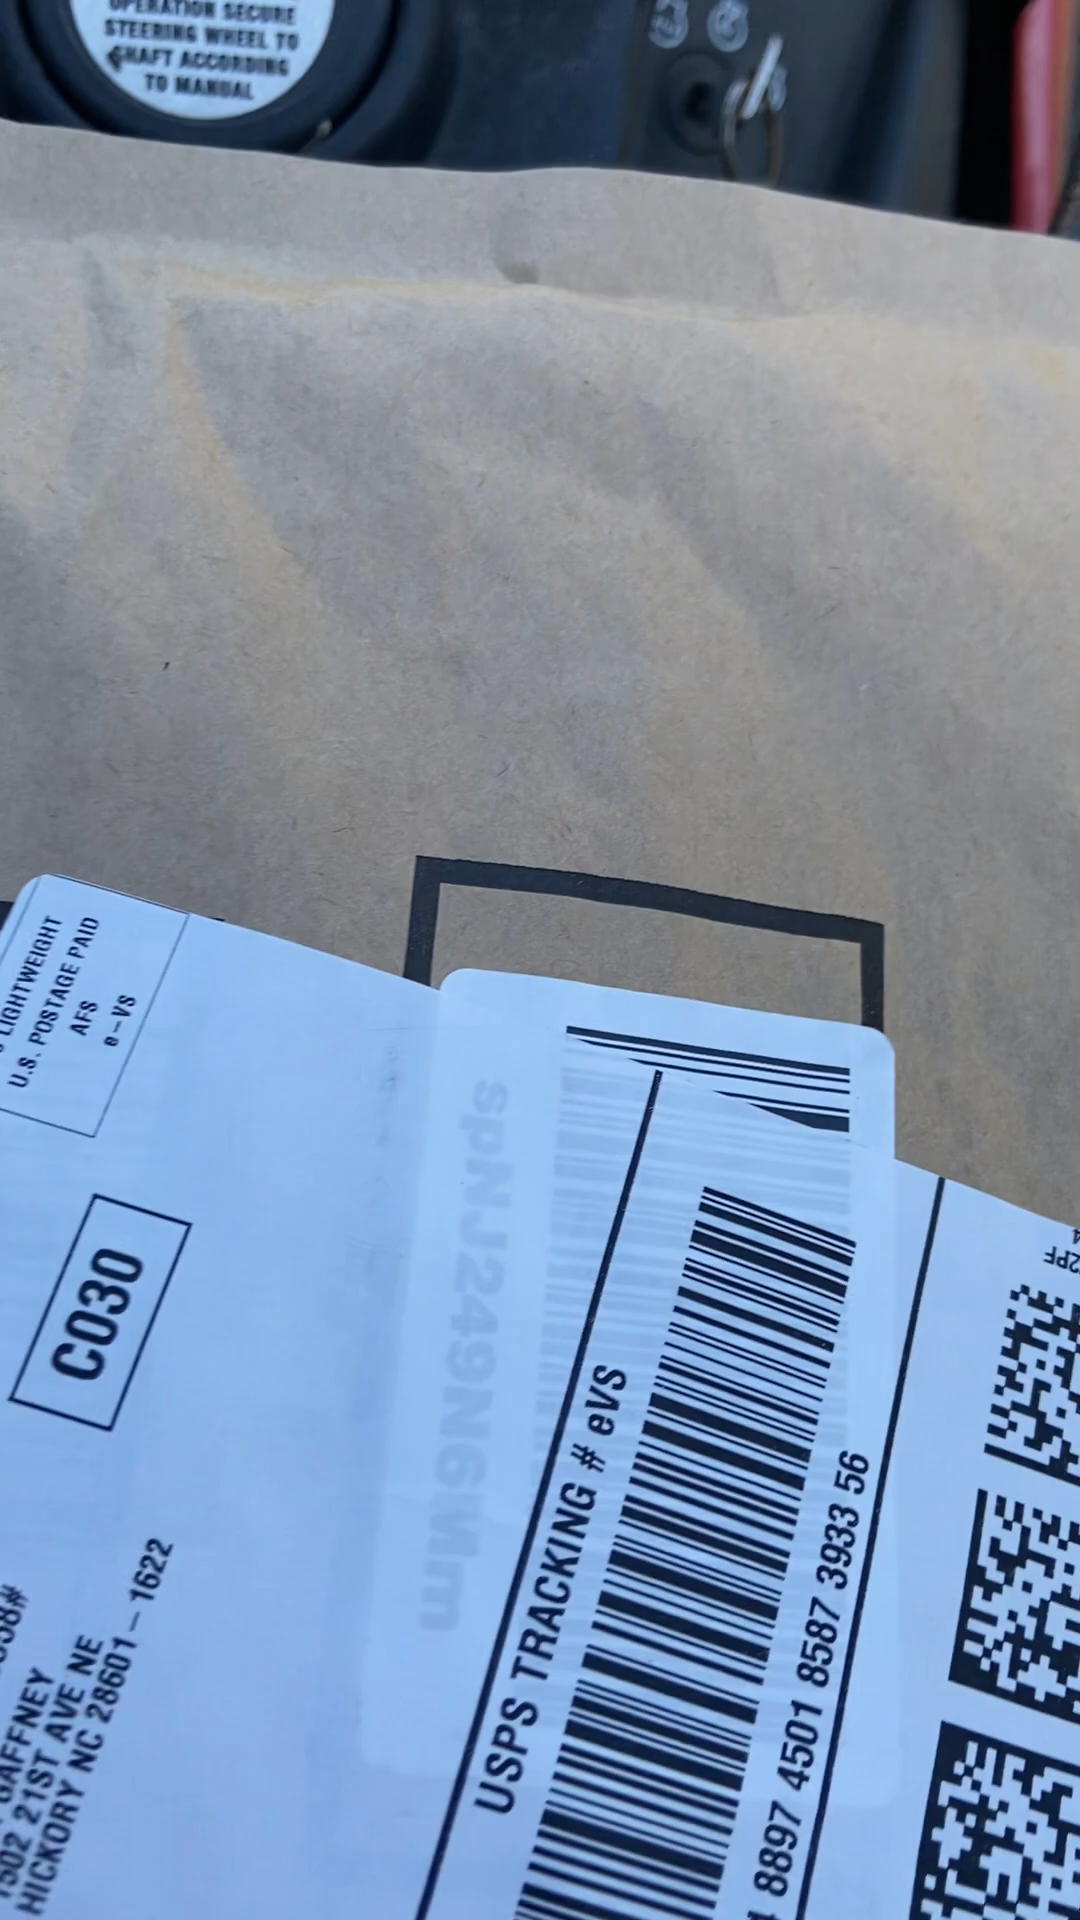 OPERATION SECURE
STEERING WHEEL TO
SHAFT ACCORDING
TO MANUAL
LIGHTWEIGHT
U.S. POSTAGE PAID
AFS
e-VS
C030
spNJ249N6Mm
USPS TRACKING # eVS
8897 4501 8587 3933 56
GAFFNEY
1502 21ST AVE NE
HICKORY NC 28601-1622